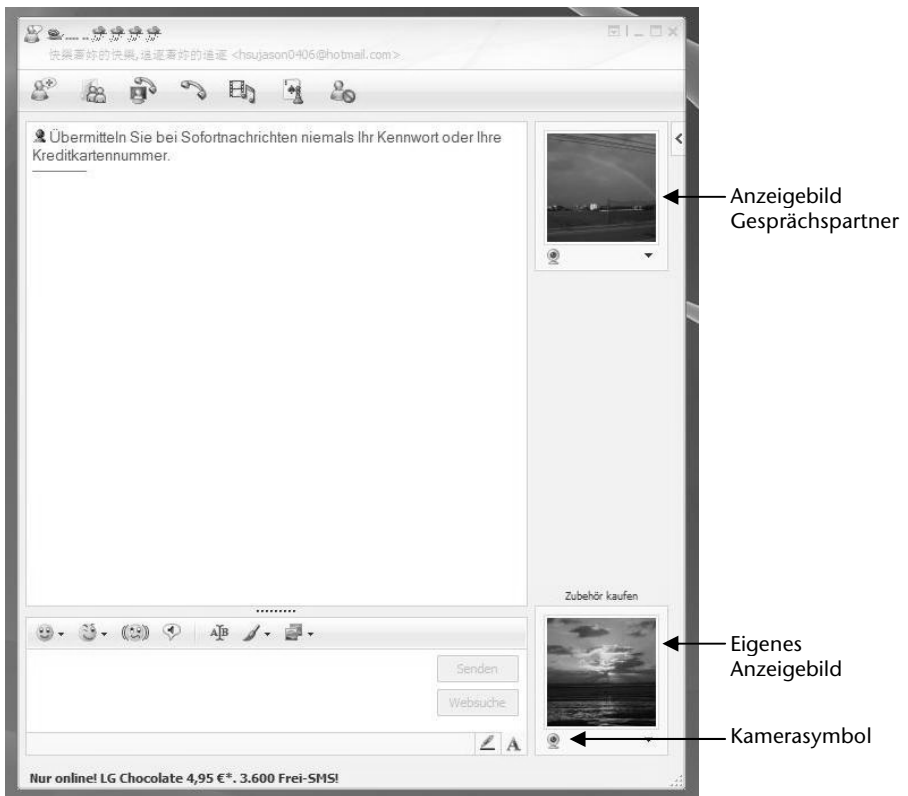 快樂著妳的快樂,追逐著妳的追逐 <hsujason0406@hotmail.com>
Übermitteln Sie bei Sofortnachrichten niemals Ihr Kennwort oder Ihre
Kreditkartennummer.
Anzeigebild
Gesprächspartner
Zubehör kaufen
Eigenes
Anzeigebild
Senden
Websuche
Kamerasymbol
Nur online! LG Chocolate 4,95 €*. 3.600 Frei-SMS!